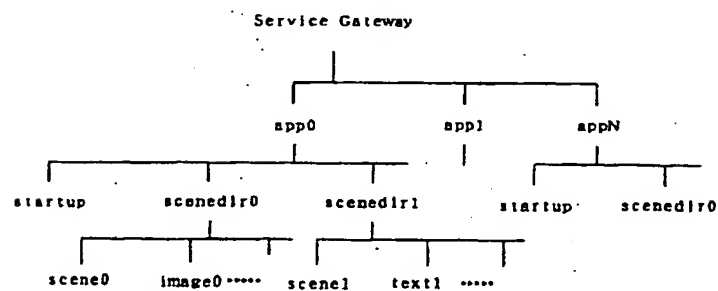 Service Gateway
app0 app1 appN
startup scenedir0 scenedir1 startup scenedir0
scene0 image0 ····· scene1 text1 ·····